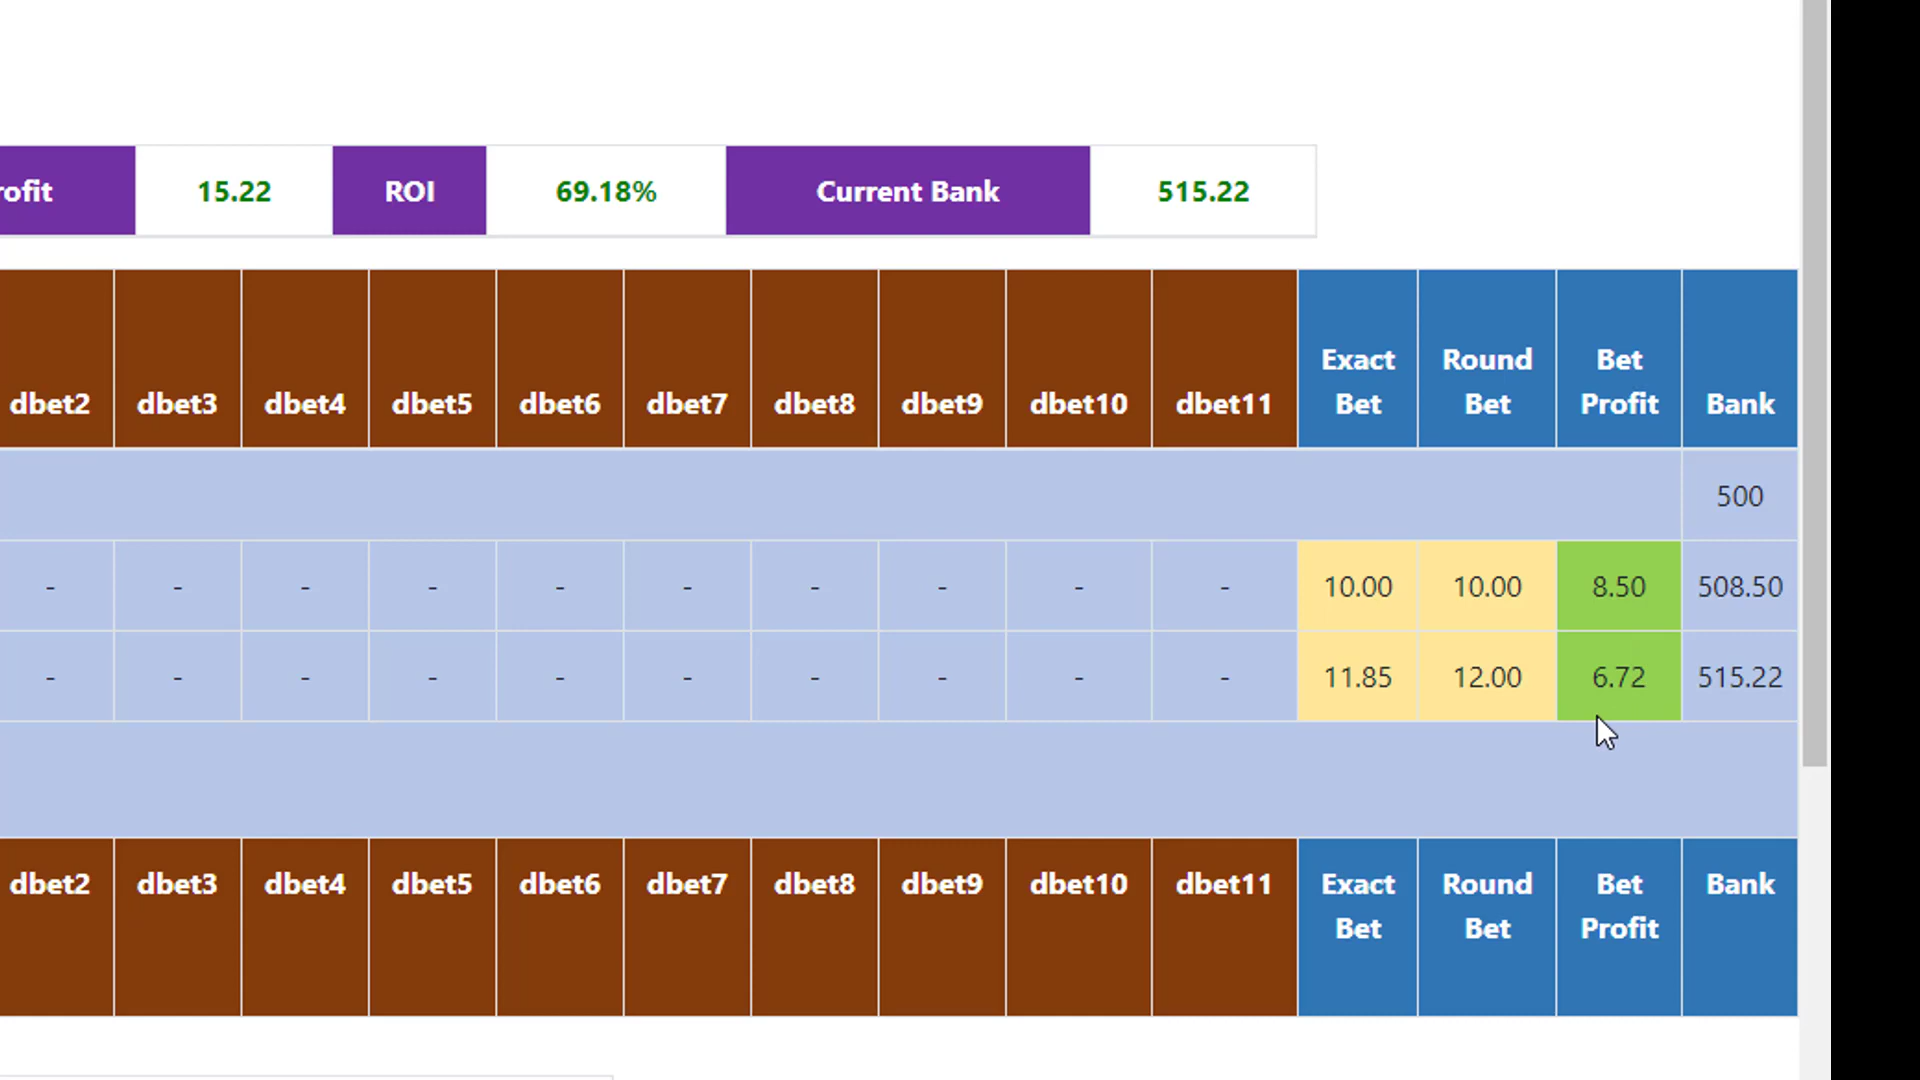 rofit 15.22 ROI 69.18% Current Bank 515.22
dbet2 dbet3 dbet4 dbet5 dbet6 dbet7 dbet8 dbet9 dbet10 dbet11 Exact Bet Round Bet Bet Profit Bank
500
- - - - - - - - - - 10.00 10.00 8.50 508.50
- - - - - - - - - - 11.85 12.00 6.72 515.22
dbet2 dbet3 dbet4 dbet5 dbet6 dbet7 dbet8 dbet9 dbet10 dbet11 Exact Bet Round Bet Bet Profit Bank